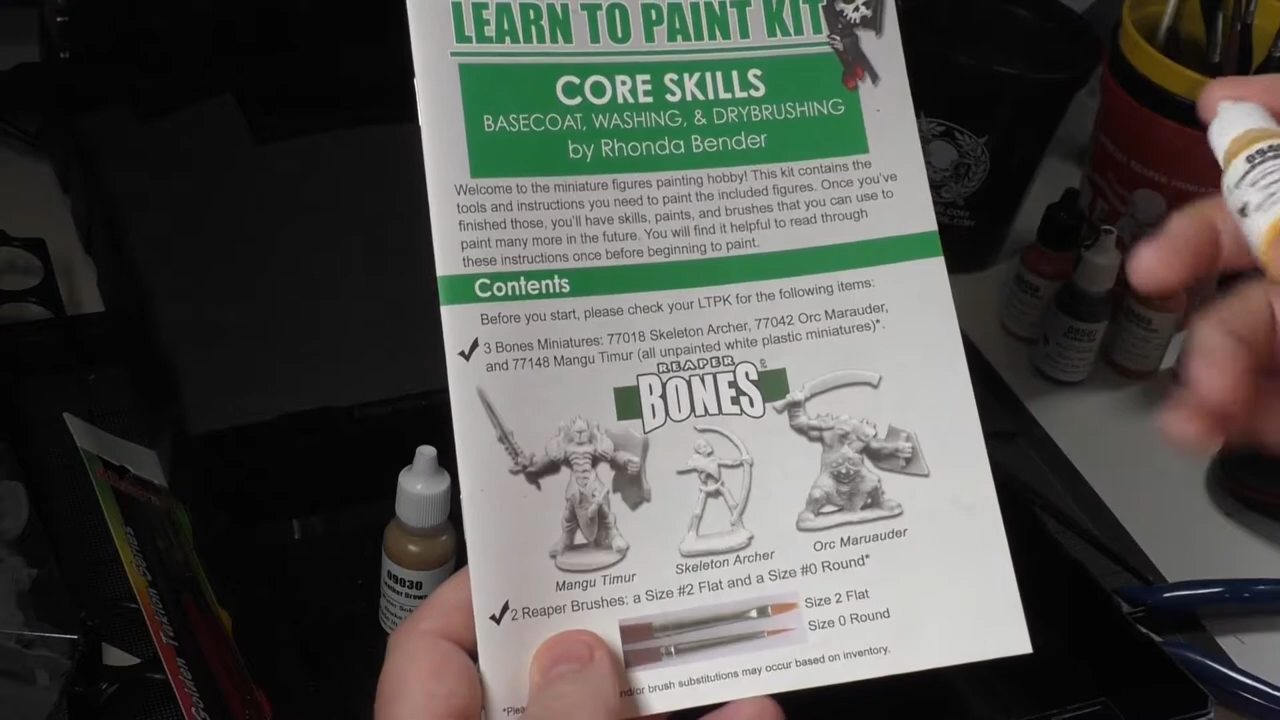 LEARN TO PAINT KIT
CORE SKILLS
BASECOAT, WASHING, & DRYBRUSHING
by Rhonda Bender
Welcome to the miniature figures painting hobby! This kit contains the
tools and instructions you need to paint the included figures. Once you've
finished those, you'll have skills, paints, and brushes that you can use to
paint many more in the future. You will find it helpful to read through
these instructions once before beginning to paint.
Contents
Before you start, please check your LTPK for the following items:
3 Bones Miniatures: 77018 Skeleton Archer, 77042 Orc Marauder,
and 77148 Mangu Timur (all unpainted white plastic miniatures)*.
REAPER
BONES
Mangu Timur
Skeleton Archer
Orc Maruauder
2 Reaper Brushes: a Size #2 Flat and a Size #0 Round*
Size 2 Flat
Size 0 Round
and/or brush substitutions may occur based on inventory.
09030
Leather Brown
Golden Taklon